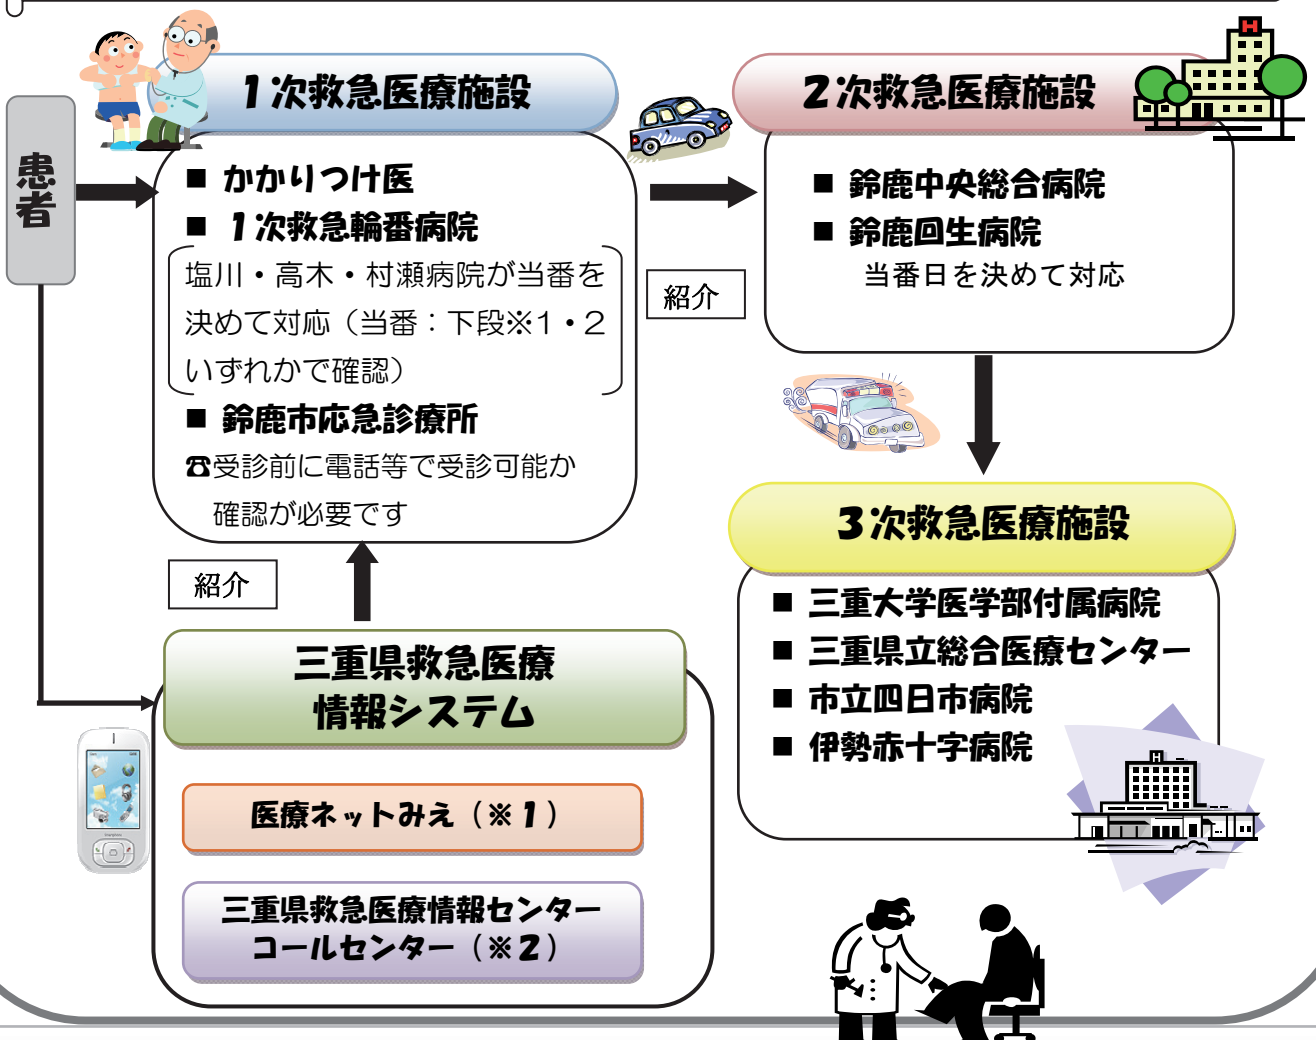 患者
1次救急医療施設
■ かかりつけ医
■ 1次救急輪番病院
塩川・高木・村瀬病院が当番を
決めて対応（当番：下段※1・2
いずれかで確認）
■ 鈴鹿市応急診療所
☎受診前に電話等で受診可能か
確認が必要です
紹介
2次救急医療施設
H
■ 鈴鹿中央総合病院
■ 鈴鹿回生病院
当番日を決めて対応
3次救急医療施設
■ 三重大学医学部付属病院
■ 三重県立総合医療センター
■ 市立四日市病院
■ 伊勢赤十字病院
H
紹介
三重県救急医療
情報システム
医療ネットみえ（※1）
三重県救急医療情報センター
コールセンター（※2）